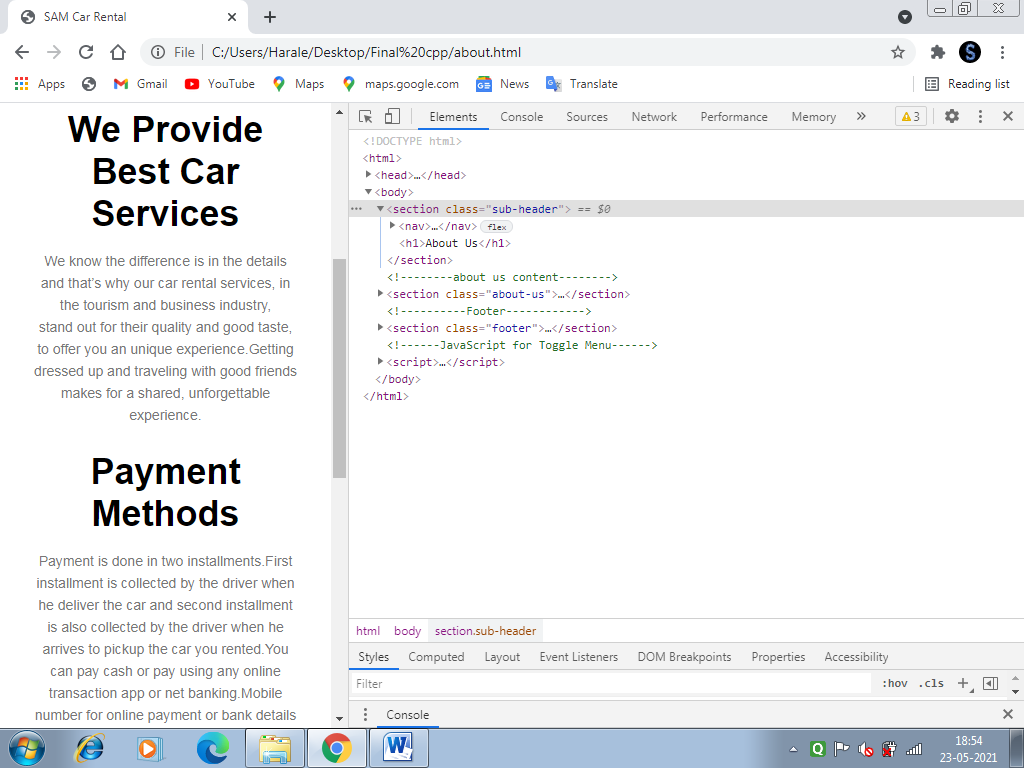 SAM Car Rental
File
C:/Users/Harale/Desktop/Final%20cpp/about.html
S
Apps
Gmail
YouTube
Maps
maps.google.com
News
Translate
Reading list
We Provide
Best Car
Services
We know the difference is in the details
and that's why our car rental services, in
the tourism and business industry,
stand out for their quality and good taste,
to offer you an unique experience.Getting
dressed up and traveling with good friends
makes for a shared, unforgettable
experience.
Payment
Methods
Payment is done in two installments.First
installment is collected by the driver when
he deliver the car and second installment
is also collected by the driver when he
arrives to pickup the car you rented.You
can pay cash or pay using any online
transaction app or net banking.Mobile
number for online payment or bank details
Elements
Console
Sources
Network
Performance
Memory
»
3
<!DOCTYPE html>
<html>
<head>…</head>
<body>
<section class="sub-header"> == $0
<nav>…</nav> flex
<h1>About Us</h1>
</section>
<!--------about us content-------->
<section class="about-us">…</section>
<!----------Footer------------>
<section class="footer">…</section>
<!------JavaScript for Toggle Menu------>
<script>…</script>
</body>
</html>
html body section.sub-header
Styles
Computed
Layout
Event Listeners
DOM Breakpoints
Properties
Accessibility
Filter
:hov .cls +
Console
18:54
23-05-2021